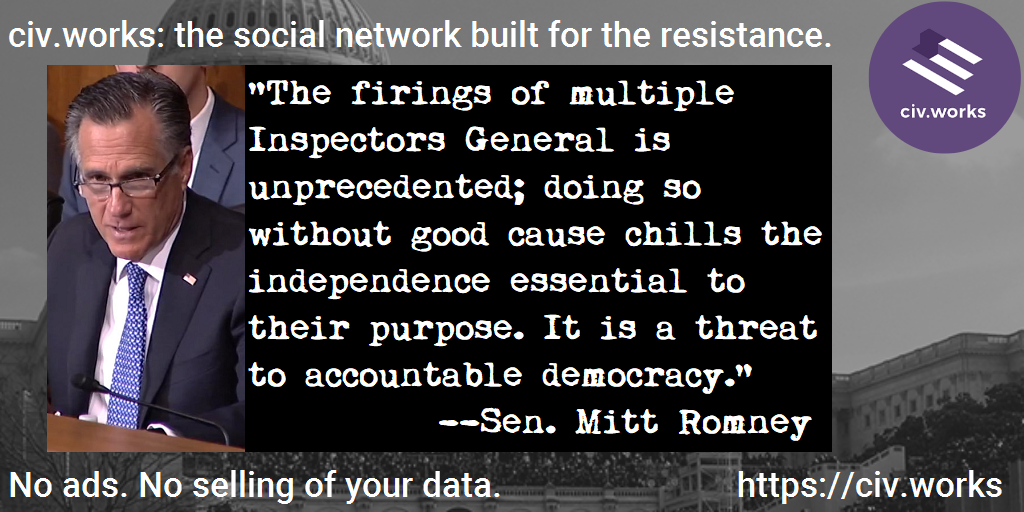 civ.works: the social network built for the resistance.
civ.works
"The firings of multiple
Inspectors General is
unprecedented; doing so
without good cause chills the
independence essential to
their purpose. It is a threat
to accountable democracy."
--Sen. Mitt Romney
No ads. No selling of your data.
https://civ.works